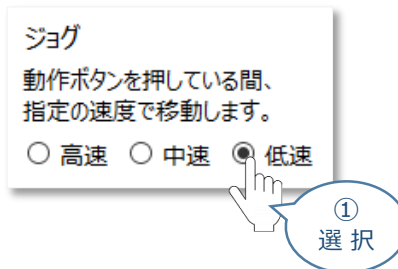 ジョグ
動作ボタンを押している間、
指定の速度で移動します。
高速 中速 低速
①
選 択